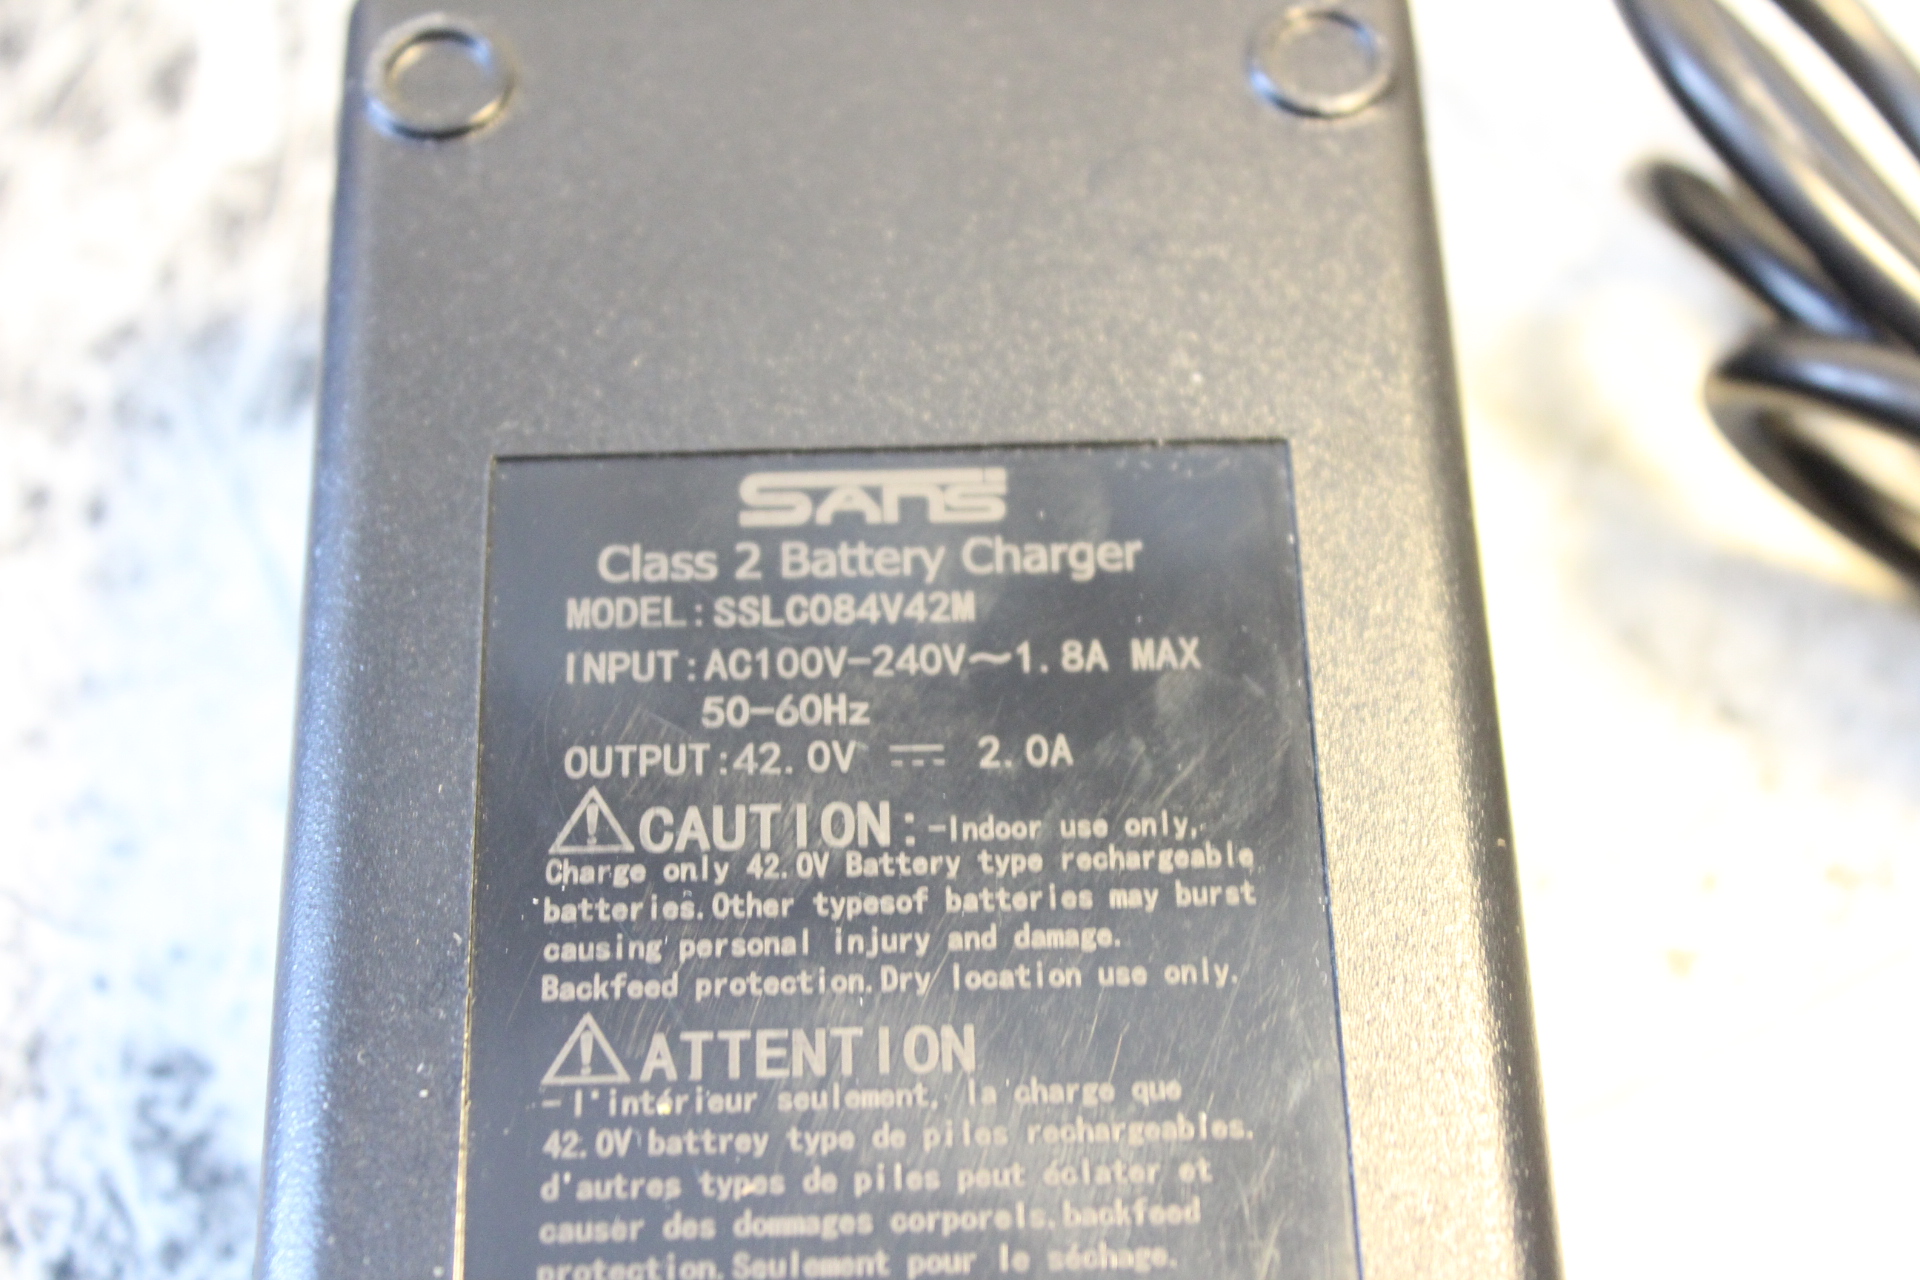 SANS
Class 2 Battery Charger
MODEL:SSLC084V42M
INPUT:AC100V-240V~1.8A MAX
50-60Hz
OUTPUT:42.0V ⎓ 2.0A
CAUTION:-Indoor use only,
Charge only 42.0V Battery type rechargeable
batteries.Other typesof batteries may burst
causing personal injury and damage.
Backfeed protection.Dry location use only.
ATTENTION
-l'intérieur seulement, la charge que
42.0V battrey type de piles rechargeables.
d'autres types de piles peut éclater et
causer des dommages corporels.backfeed
protection.Seulement pour le séchage.